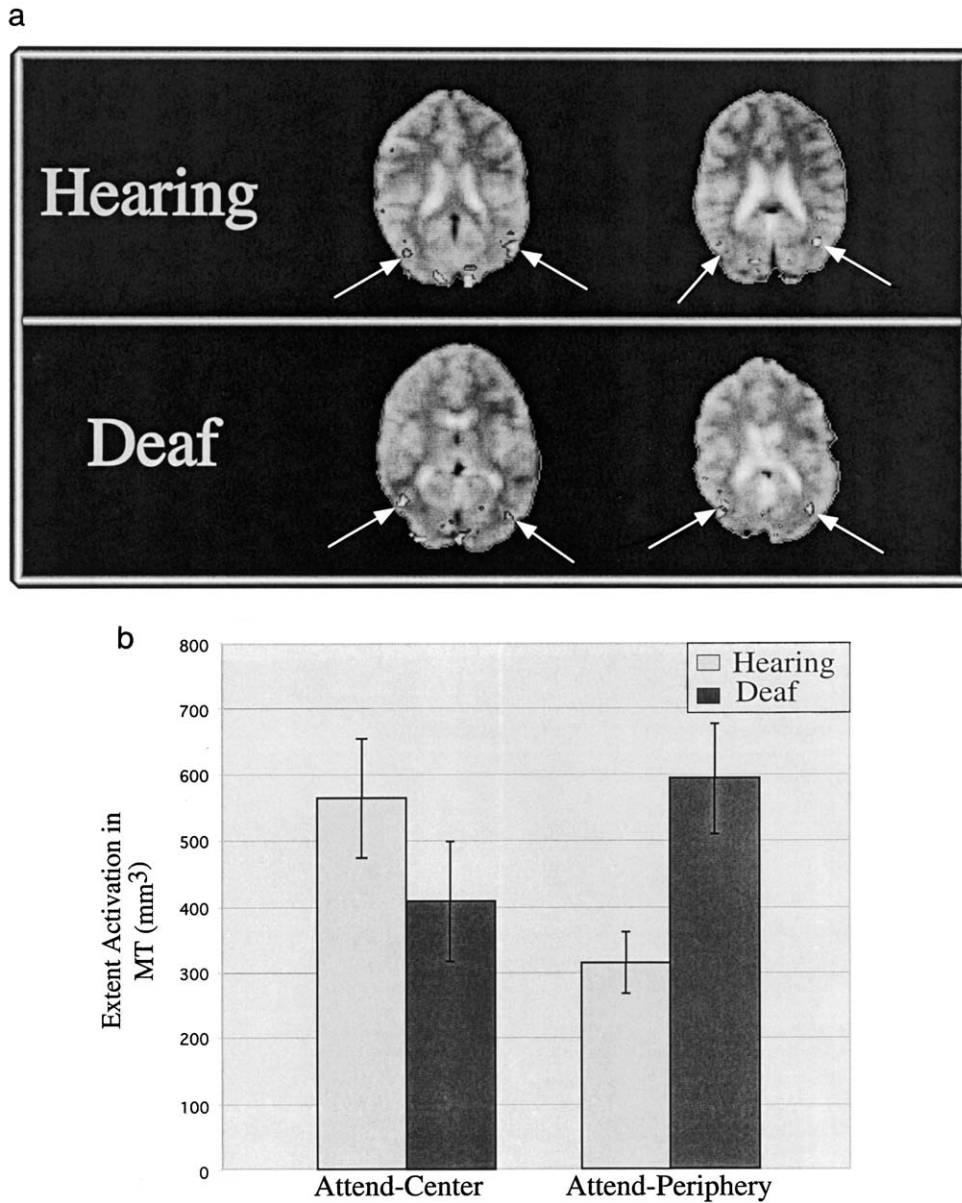 a
Hearing
Deaf
b
800
700
600
500
400
300
200
100
0
Extent Activation in
MT (mm³)
Hearing
Deaf
Attend-Center
Attend-Periphery